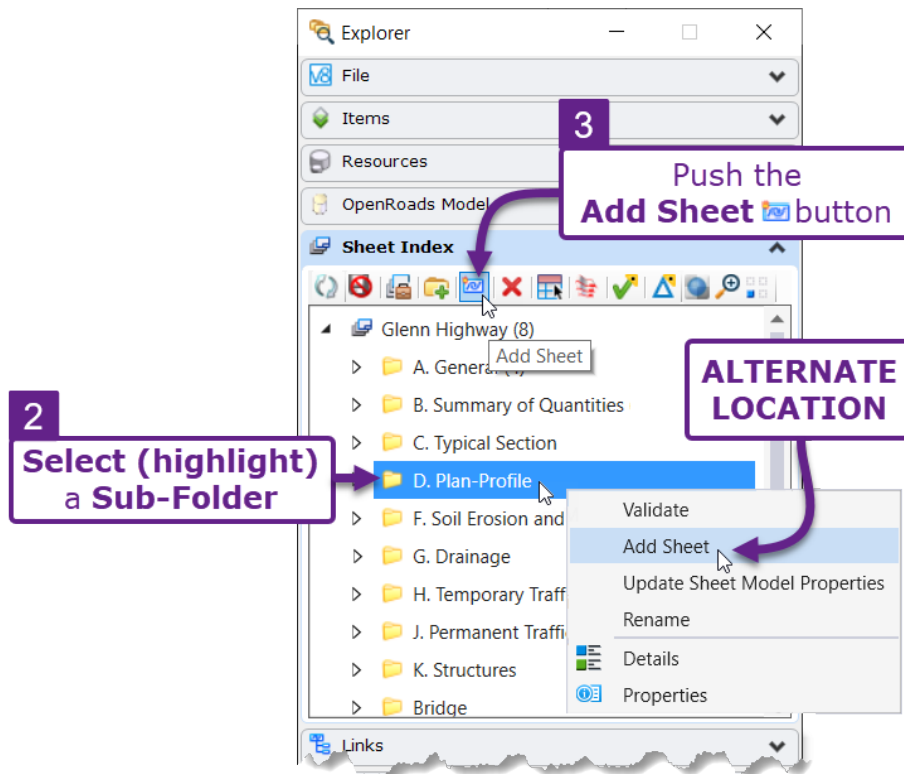 Explorer
V8 File
Items
3
Resources
Push the
Add Sheet button
OpenRoads Model
Sheet Index
Glenn Highway (8)
Add Sheet
A. General
ALTERNATE
LOCATION
B. Summary of Quantities
2
C. Typical Section
Select (highlight)
a Sub-Folder
D. Plan-Profile
Validate
F. Soil Erosion and
Add Sheet
G. Drainage
Update Sheet Model Properties
H. Temporary Traff
Rename
J. Permanent Traffi
Details
K. Structures
Properties
Bridge
Links